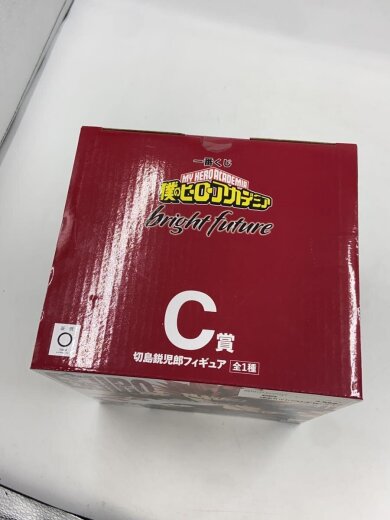 一番くじ
MY HERO ACADEMIA
僕のヒーローアカデミア
bright future
C賞
切島鋭児郎フィギュア 全1種